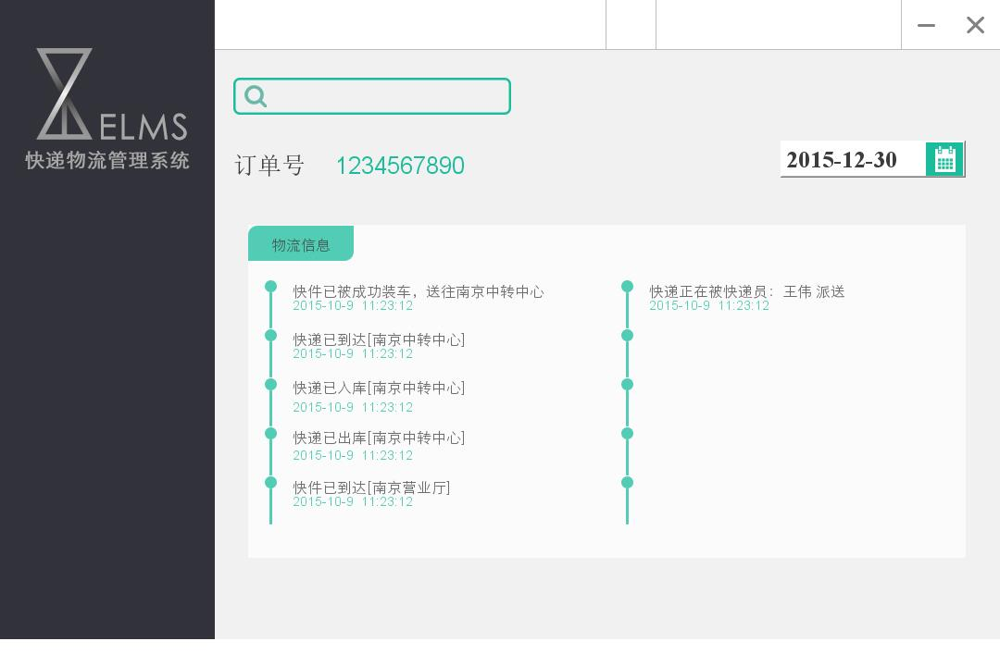 ELMS
快递物流管理系统
订单号 1234567890
2015-12-30
物流信息
快件已被成功装车，送往南京中转中心
2015-10-9 11:23:12
快递已到达[南京中转中心]
2015-10-9 11:23:12
快递已入库[南京中转中心]
2015-10-9 11:23:12
快递已出库[南京中转中心]
2015-10-9 11:23:12
快件已到达[南京营业厅]
2015-10-9 11:23:12
快递正在被快递员：王伟 派送
2015-10-9 11:23:12